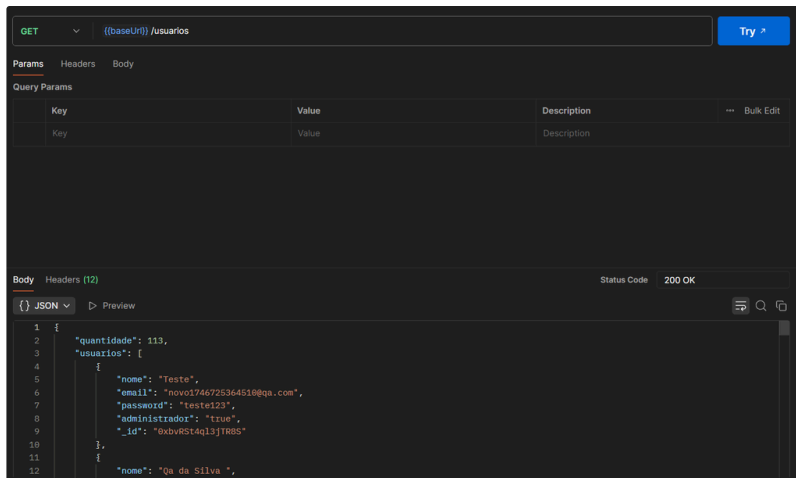 GET {{baseUrl}} /usuarios Try
Params Headers Body
Query Params
Key Value Description Bulk Edit
Key Value Description
Body Headers (12) Status Code 200 OK
{} JSON Preview
1 {
2 "quantidade": 113,
3 "usuarios": [
4 {
5 "nome": "Teste",
6 "email": "novo1746725364510@qa.com",
7 "password": "teste123",
8 "administrador": "true",
9 "_id": "0xbvRSt4ql3jTR8S"
10 },
11 {
12 "nome": "Qa da Silva ",